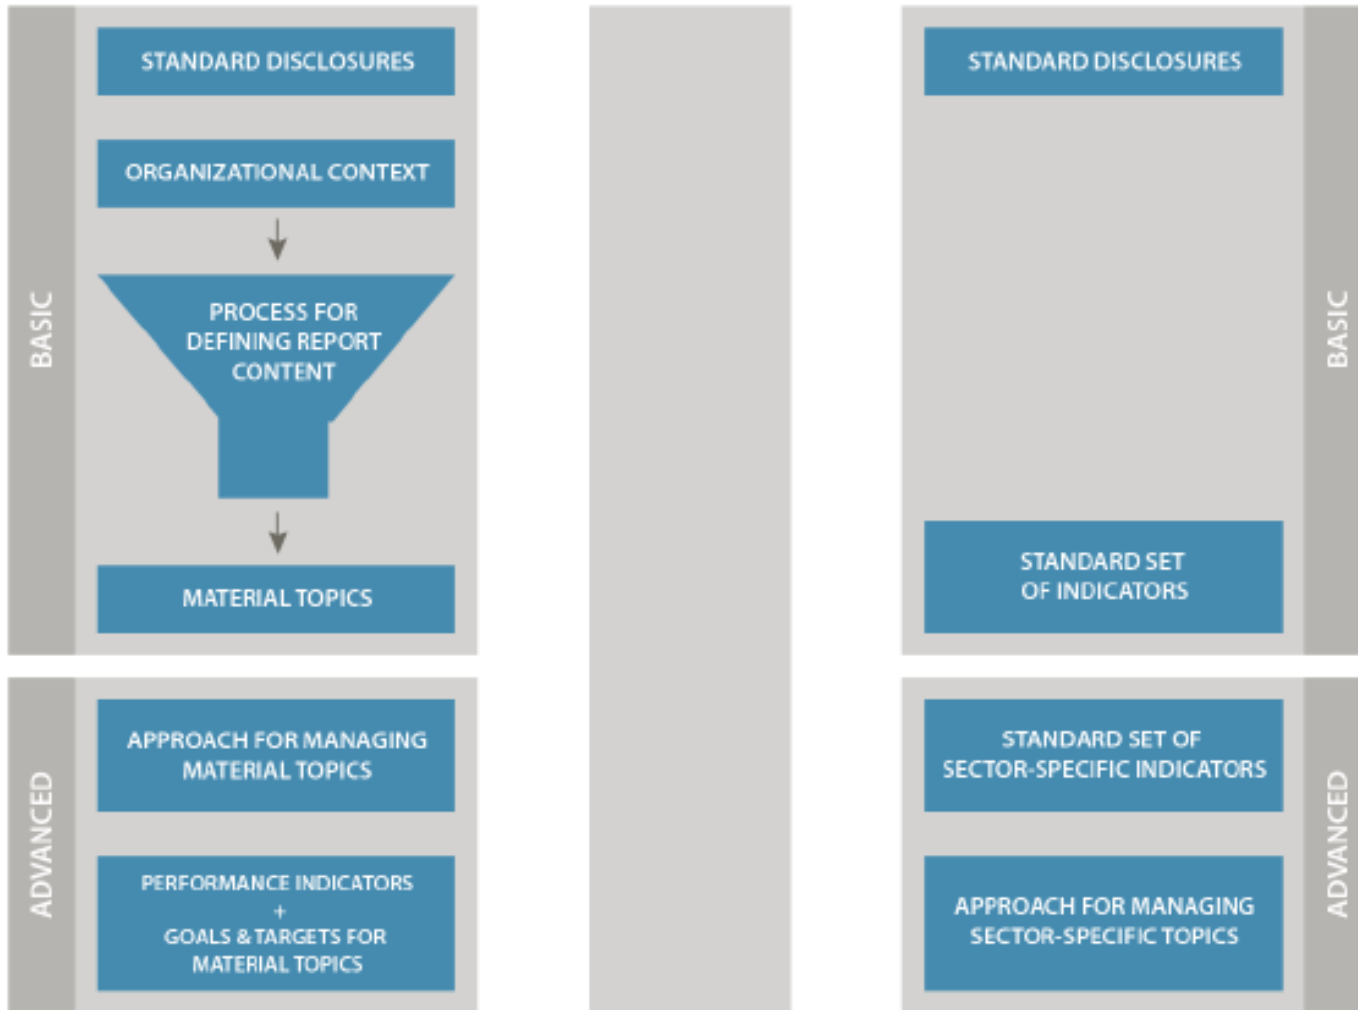 BASIC
STANDARD DISCLOSURES
ORGANIZATIONAL CONTEXT
PROCESS FOR
DEFINING REPORT
CONTENT
MATERIAL TOPICS
ADVANCED
APPROACH FOR MANAGING
MATERIAL TOPICS
PERFORMANCE INDICATORS
+
GOALS & TARGETS FOR
MATERIAL TOPICS
STANDARD DISCLOSURES
STANDARD SET
OF INDICATORS
BASIC
STANDARD SET OF
SECTOR-SPECIFIC INDICATORS
APPROACH FOR MANAGING
SECTOR-SPECIFIC TOPICS
ADVANCED